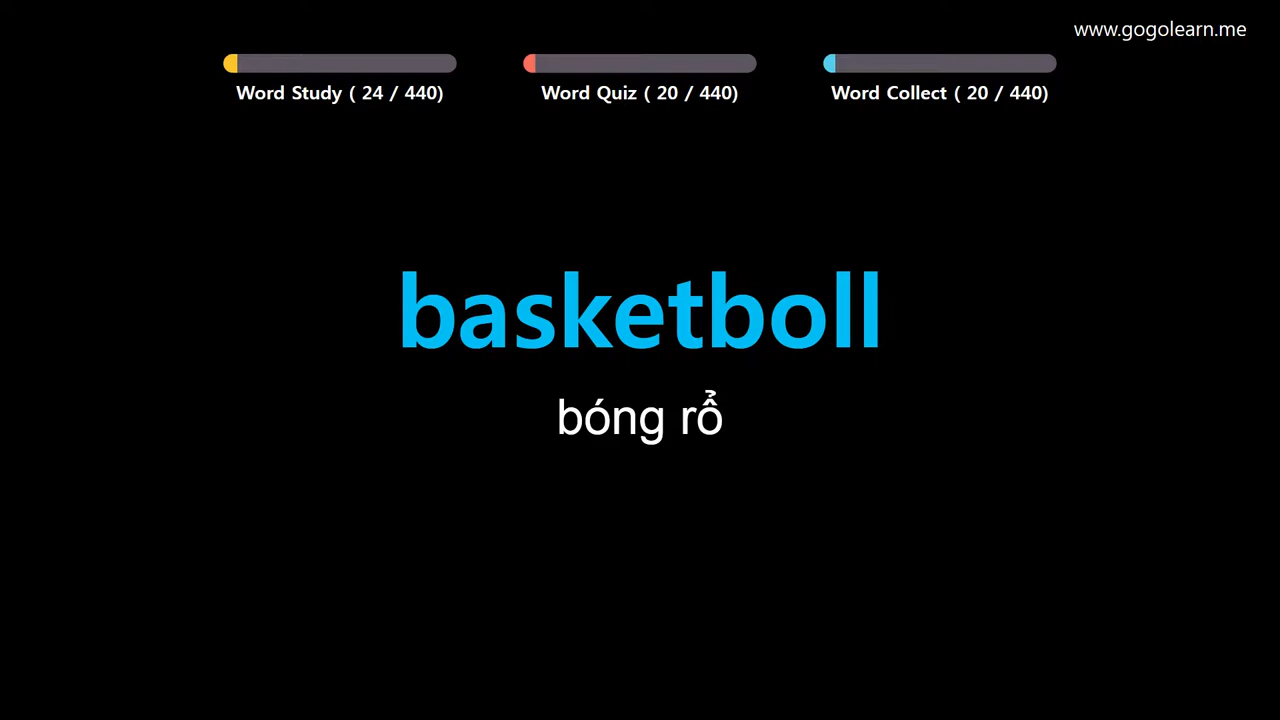 www.gogolearn.me
Word Study ( 24 / 440) Word Quiz ( 20 / 440) Word Collect ( 20 / 440)
basketboll
bóng rổ